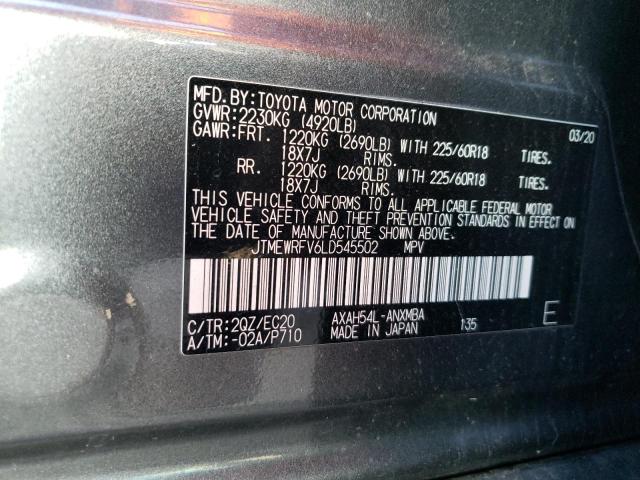 MFD. BY: TOYOTA MOTOR CORPORATION 03/20
GVWR: 2230KG (4920LB)
GAWR: FRT. 1220KG (2690LB) WITH 225/60R18 TIRES.
18X7J RIMS.
RR. 1220KG (2690LB) WITH 225/60R18 TIRES.
18X7J RIMS.
THIS VEHICLE CONFORMS TO ALL APPLICABLE FEDERAL MOTOR
VEHICLE SAFETY AND THEFT PREVENTION STANDARDS IN EFFECT ON
THE DATE OF MANUFACTURE SHOWN ABOVE.
JTMEWRFV6LD545502 MPV
C/TR: 2QZ/EC20 AXAH54L-ANXMBA 135 E
A/TM: -02A/P710 MADE IN JAPAN